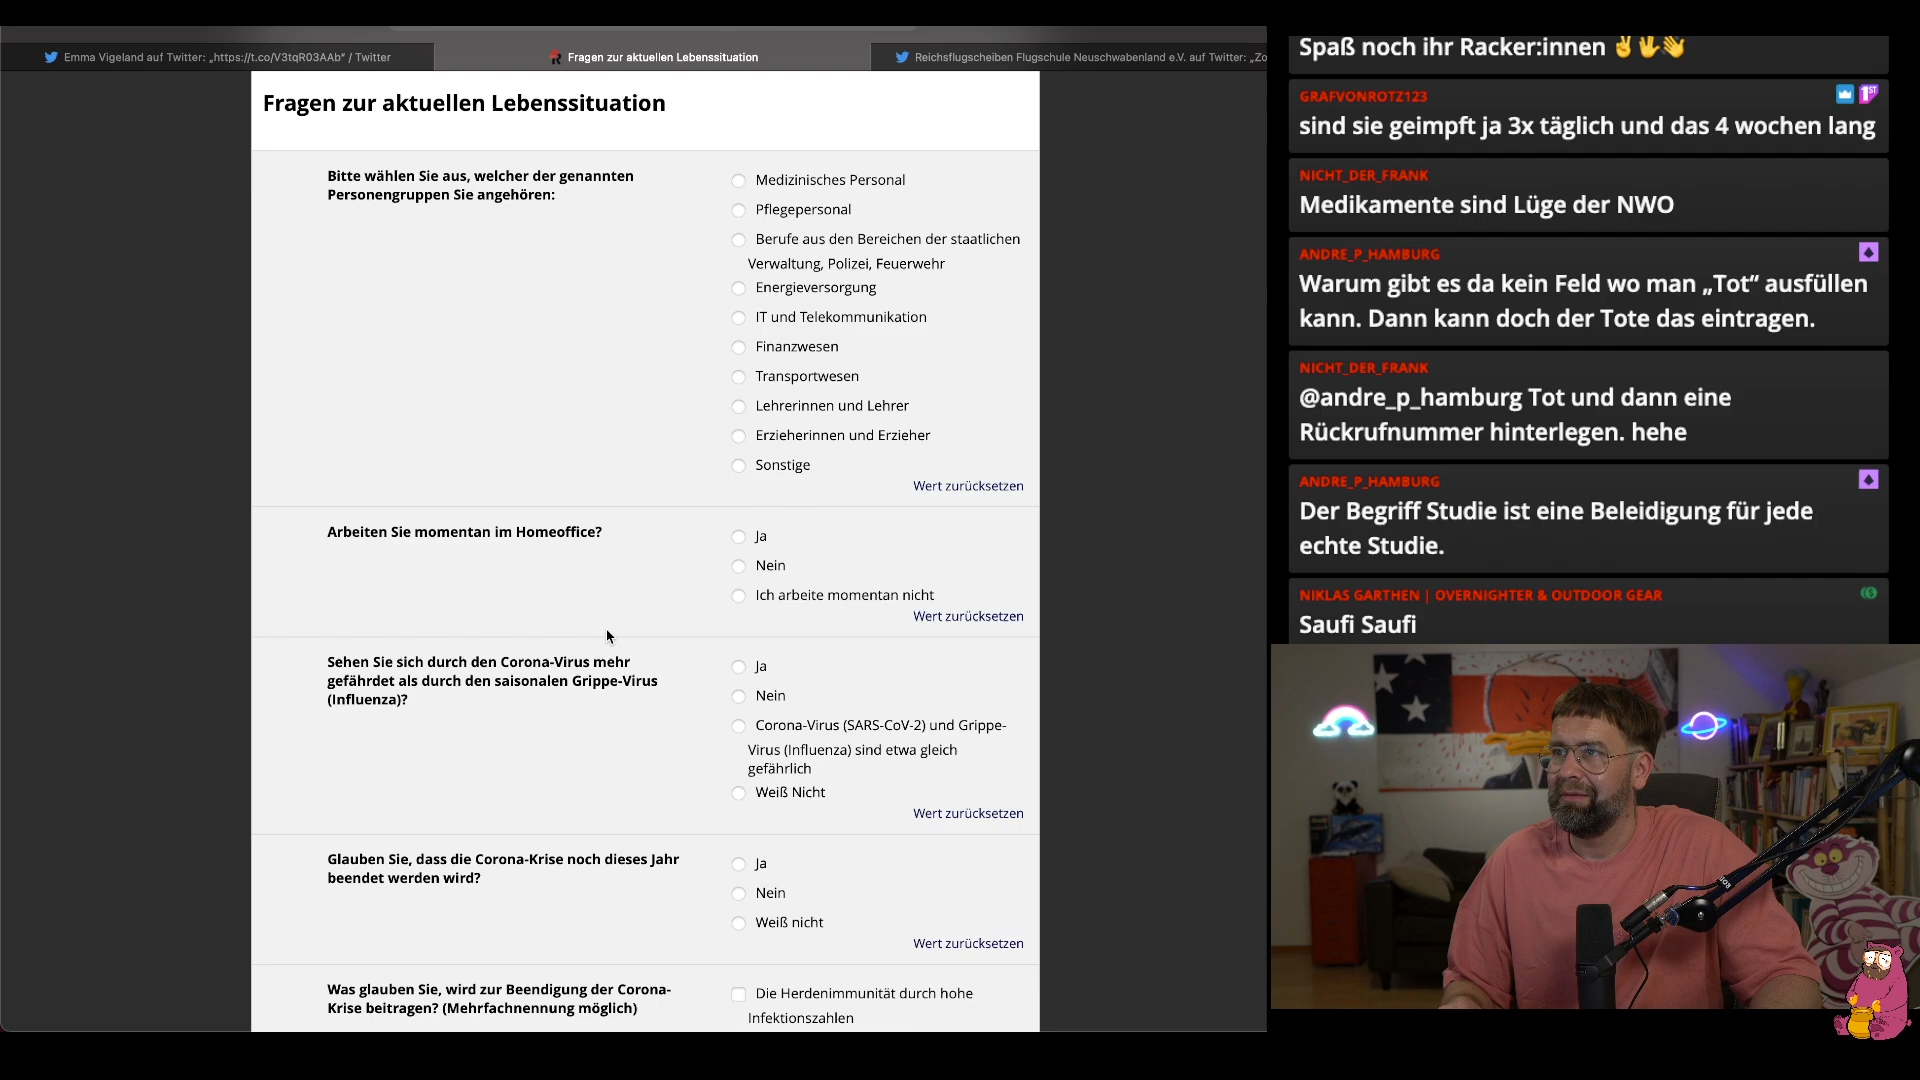 Emma Vigeland auf Twitter: „https://t.co/V3tqR03AAb“ / Twitter
Fragen zur aktuellen Lebenssituation
Reichsflugscheiben Flugschule Neuschwabenland e.V. auf Twitter: „Zo
Fragen zur aktuellen Lebenssituation
Bitte wählen Sie aus, welcher der genannten
Personengruppen Sie angehören:
Medizinisches Personal
Pflegepersonal
Berufe aus den Bereichen der staatlichen
Verwaltung, Polizei, Feuerwehr
Energieversorgung
IT und Telekommunikation
Finanzwesen
Transportwesen
Lehrerinnen und Lehrer
Erzieherinnen und Erzieher
Sonstige
Wert zurücksetzen
Arbeiten Sie momentan im Homeoffice?
Ja
Nein
Ich arbeite momentan nicht
Wert zurücksetzen
Sehen Sie sich durch den Corona-Virus mehr
gefährdet als durch den saisonalen Grippe-Virus
(Influenza)?
Ja
Nein
Corona-Virus (SARS-CoV-2) und Grippe-
Virus (Influenza) sind etwa gleich
gefährlich
Weiß Nicht
Wert zurücksetzen
Glauben Sie, dass die Corona-Krise noch dieses Jahr
beendet werden wird?
Ja
Nein
Weiß nicht
Wert zurücksetzen
Was glauben Sie, wird zur Beendigung der Corona-
Krise beitragen? (Mehrfachnennung möglich)
Die Herdenimmunität durch hohe
Infektionszahlen
Spaß noch ihr Racker:innen ✌️🖖👋
GRAFVONROTZ123
1ST
sind sie geimpft ja 3x täglich und das 4 wochen lang
NICHT_DER_FRANK
Medikamente sind Lüge der NWO
ANDRE_P_HAMBURG
Warum gibt es da kein Feld wo man „Tot“ ausfüllen
kann. Dann kann doch der Tote das eintragen.
NICHT_DER_FRANK
@andre_p_hamburg Tot und dann eine
Rückrufnummer hinterlegen. hehe
ANDRE_P_HAMBURG
Der Begriff Studie ist eine Beleidigung für jede
echte Studie.
NIKLAS GARTHEN | OVERNIGHTER & OUTDOOR GEAR
Saufi Saufi